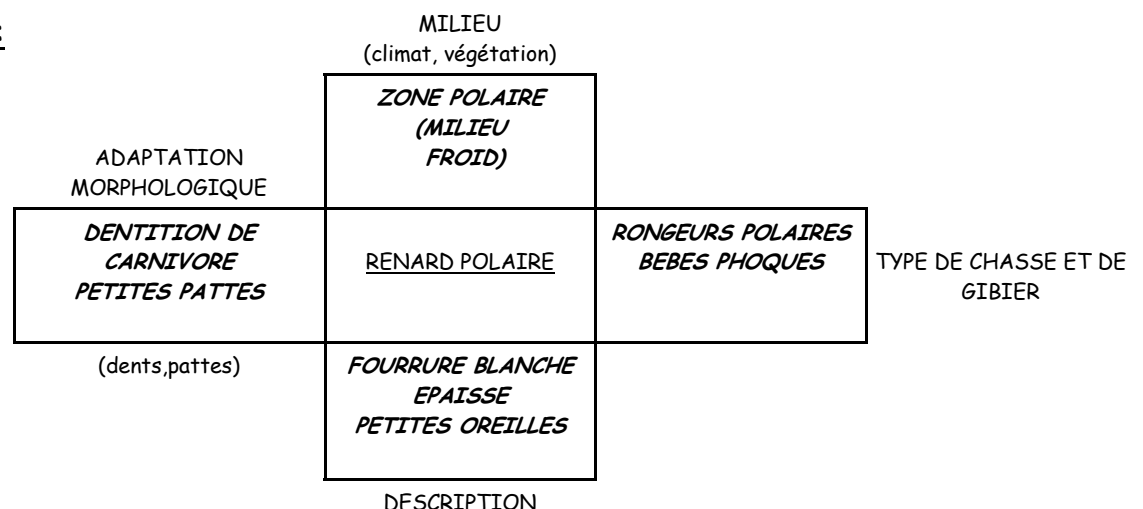 :
MILIEU
(climat, végétation)
ZONE POLAIRE
(MILIEU
FROID)
ADAPTATION
MORPHOLOGIQUE
DENTITION DE
CARNIVORE
PETITES PATTES
RENARD POLAIRE
RONGEURS POLAIRES
BEBES PHOQUES
TYPE DE CHASSE ET DE
GIBIER
(dents,pattes)
FOURRURE BLANCHE
EPAISSE
PETITES OREILLES
DESCRIPTION